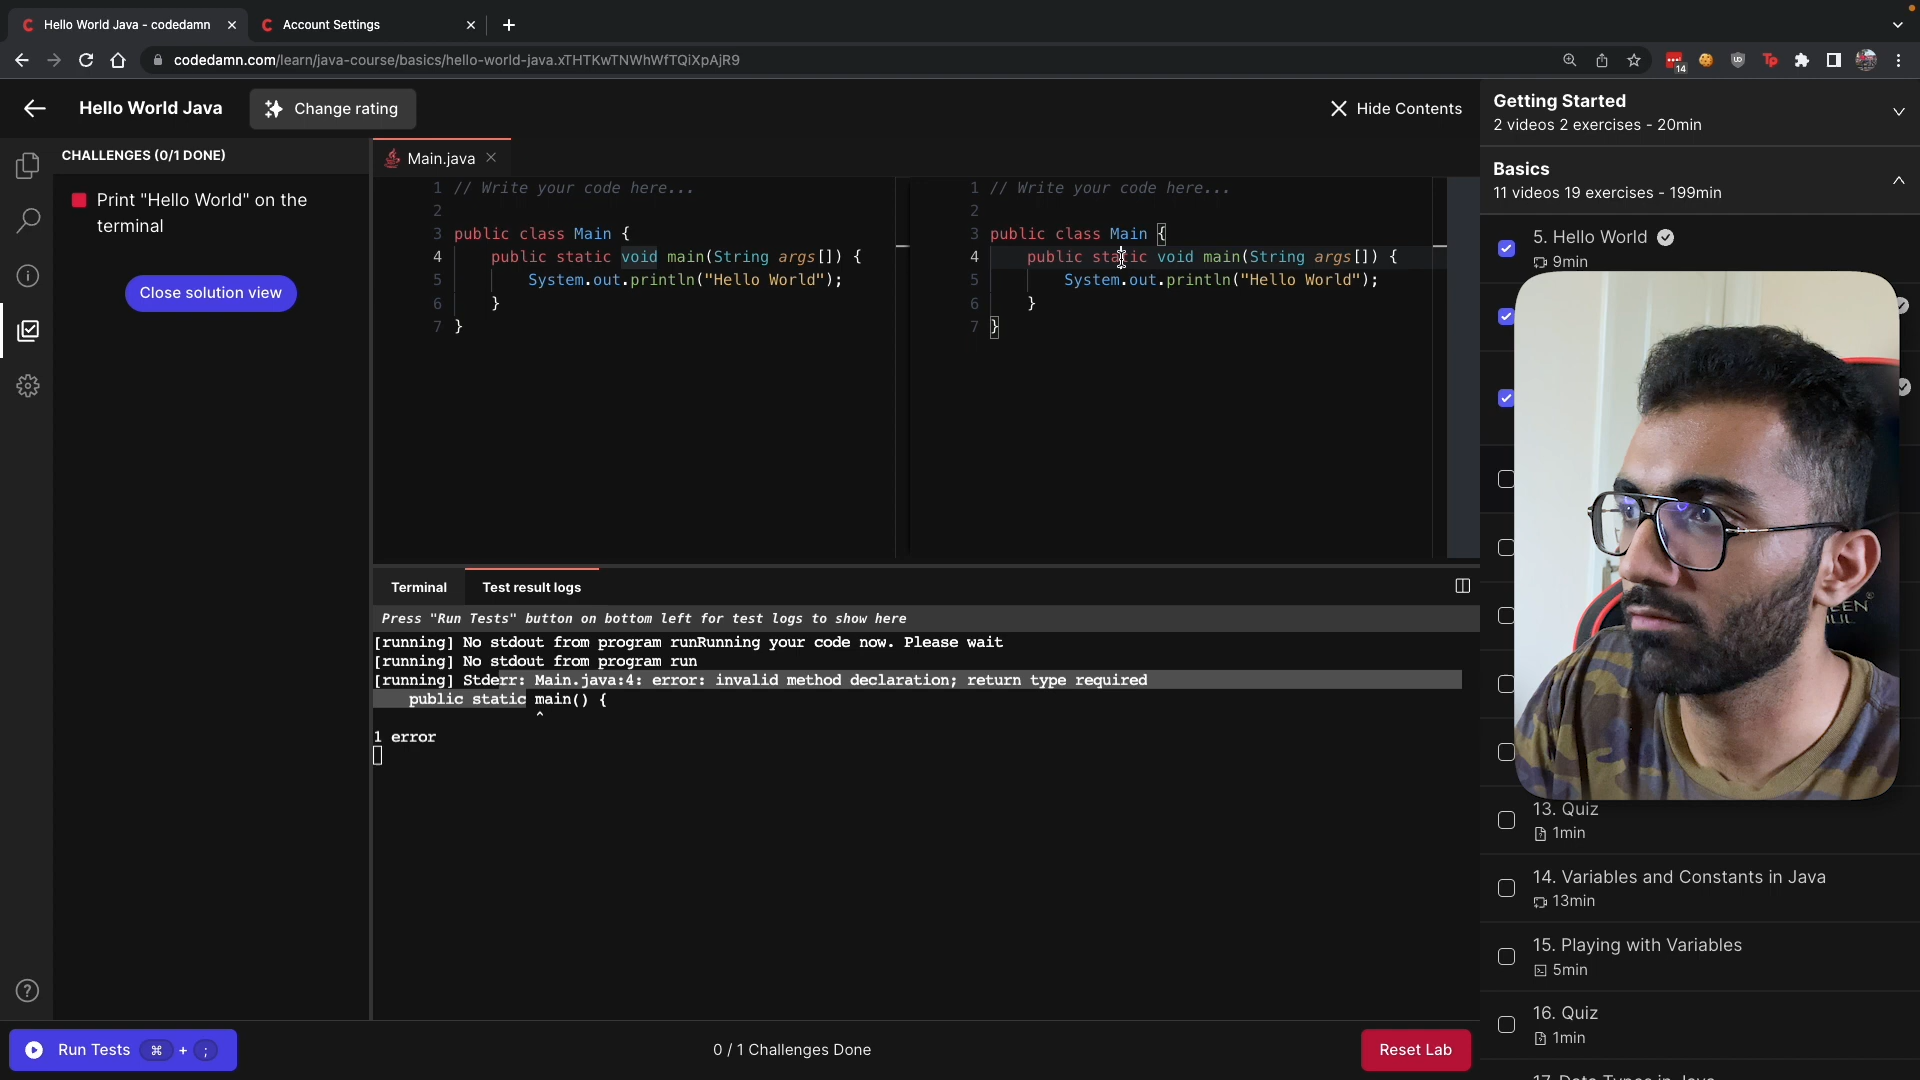 Hello World Java - codedamn
Account Settings
codedamn.com/learn/java-course/basics/hello-world-java.xTHTKwTNWhWfTQiXpAjR9
14
Hello World Java
Change rating
Hide Contents
CHALLENGES (0/1 DONE)
Print "Hello World" on the
terminal
Close solution view
Main.java
1 // Write your code here...
2
3 public class Main {
4 public static void main(String args[]) {
5 System.out.println("Hello World");
6 }
7 }
1 // Write your code here...
2
3 public class Main {
4 public static void main(String args[]) {
5 System.out.println("Hello World");
6 }
7 }
Terminal
Test result logs
Press "Run Tests" button on bottom left for test logs to show here
[running] No stdout from program runRunning your code now. Please wait
[running] No stdout from program run
[running] Stderr: Main.java:4: error: invalid method declaration; return type required
public static main() {
^
1 error
Run Tests ⌘ + ;
0 / 1 Challenges Done
Reset Lab
Getting Started
2 videos 2 exercises - 20min
Basics
11 videos 19 exercises - 199min
5. Hello World
9min
13. Quiz
1min
14. Variables and Constants in Java
13min
15. Playing with Variables
5min
16. Quiz
1min
17. Data Types in Java